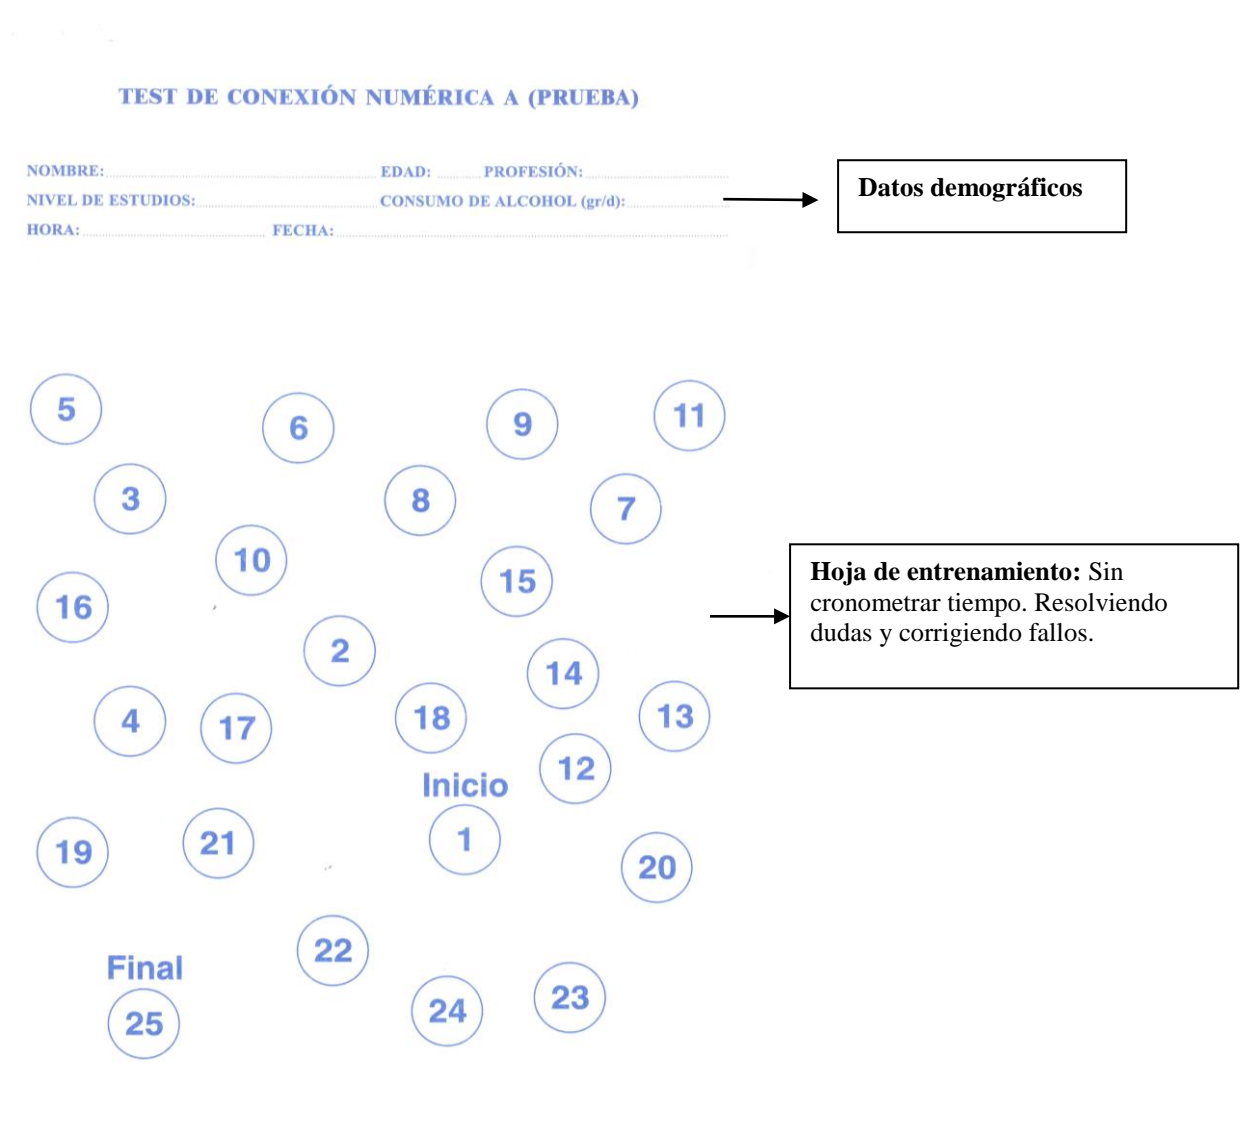 TEST DE CONEXIÓN NUMÉRICA A (PRUEBA)
NOMBRE: EDAD: PROFESIÓN:
NIVEL DE ESTUDIOS: CONSUMO DE ALCOHOL (gr/d):
HORA: FECHA:
Datos demográficos
5
6
9
11
3
8
7
10
15
16
Hoja de entrenamiento: Sin
cronometrar tiempo. Resolviendo
dudas y corrigiendo fallos.
2
14
4
17
18
13
12
Inicio
1
19
21
20
22
Final
25
24
23